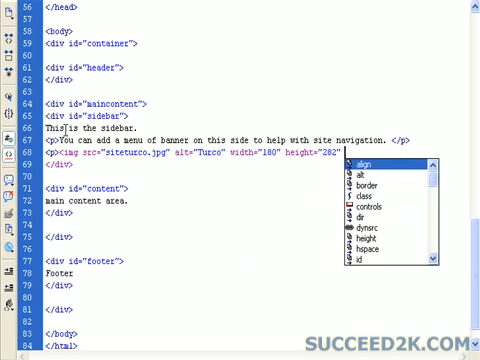 56 </head>
57
58 <body>
59 <div id="container">
60
61 <div id="header">
62 </div>
63
64 <div id="maincontent">
65 <div id="sidebar">
66 This is the sidebar.
67 <p>You can add a menu of banner on this side to help with site navigation. </p>
68 <p><img src="siteturco.jpg" alt="Turco" width="180" height="282"
69 </div>
align
alt
border
class
controls
dir
dynsrc
height
hspace
id
70
71 <div id="content">
72 main content area.
73 </div>
74
75 </div>
76
77 <div id="footer">
78 Footer
79 </div>
80
81 </div>
82
83 </body>
84 </html>
SUCCEED2K.COM